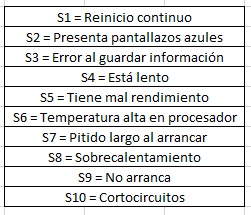 S1 = Reinicio continuo
S2 = Presenta pantallazos azules
S3 = Error al guardar información
S4 = Está lento
S5 = Tiene mal rendimiento
S6 = Temperatura alta en procesador
S7 = Pitido largo al arrancar
S8 = Sobrecalentamiento
S9 = No arranca
S10 = Cortocircuitos